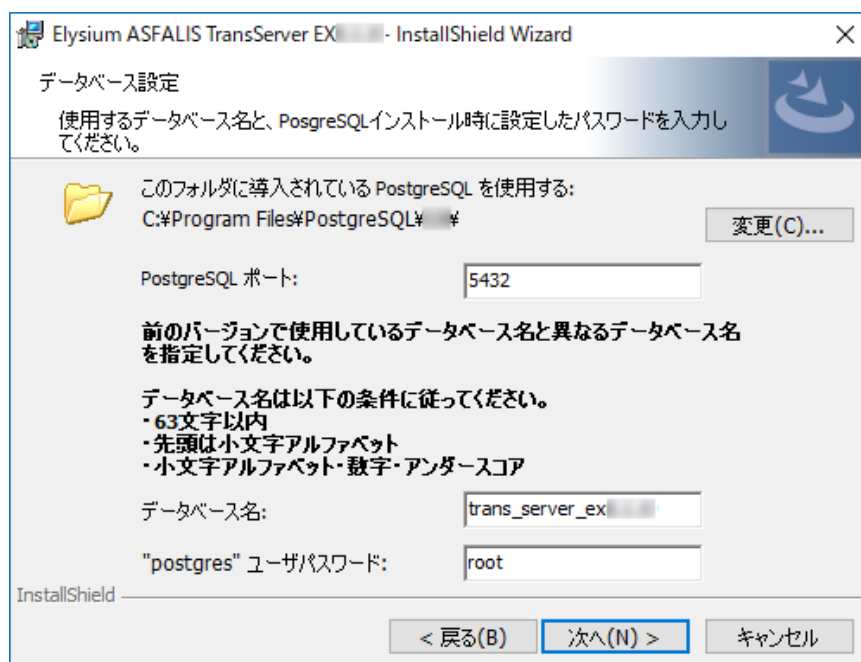 Elysium ASFALIS TransServer EX - InstallShield Wizard
データベース設定
使用するデータベース名と、PosgreSQLインストール時に設定したパスワードを入力し
てください。
このフォルダに導入されている PostgreSQL を使用する:
C:¥Program Files¥PostgreSQL¥ ¥
変更(C)...
PostgreSQL ポート:
5432
前のバージョンで使用しているデータベース名と異なるデータベース名
を指定してください。
データベース名は以下の条件に従ってください。
・63文字以内
・先頭は小文字アルファベット
・小文字アルファベット・数字・アンダースコア
データベース名:
trans_server_ex
"postgres" ユーザパスワード:
root
InstallShield
< 戻る(B)
次へ(N) >
キャンセル